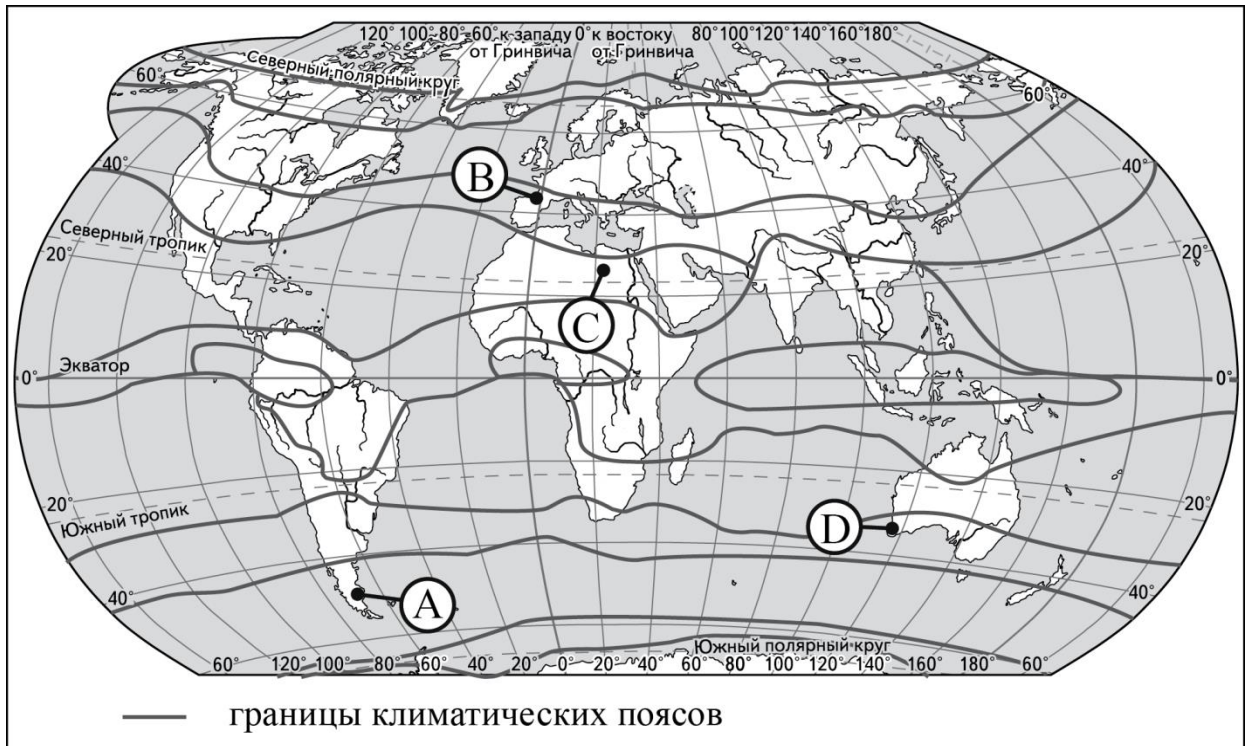 120° 100° 80° 60° к западу 0° к востоку 80° 100° 120° 140° 160° 180°
от Гринвича от Гринвича
Северный полярный круг
60° 60° 60°
B
40° 40°
Северный тропик
20° 20°
20°
C
Экватор
0° 0°
0°
20° 20°
Южный тропик
D
40° 40°
A
Южный полярный круг
60° 120° 100° 80° 60° 40° 20° 0° 20° 40° 60° 80° 100° 120° 140° 160° 180° 60°
границы климатических поясов